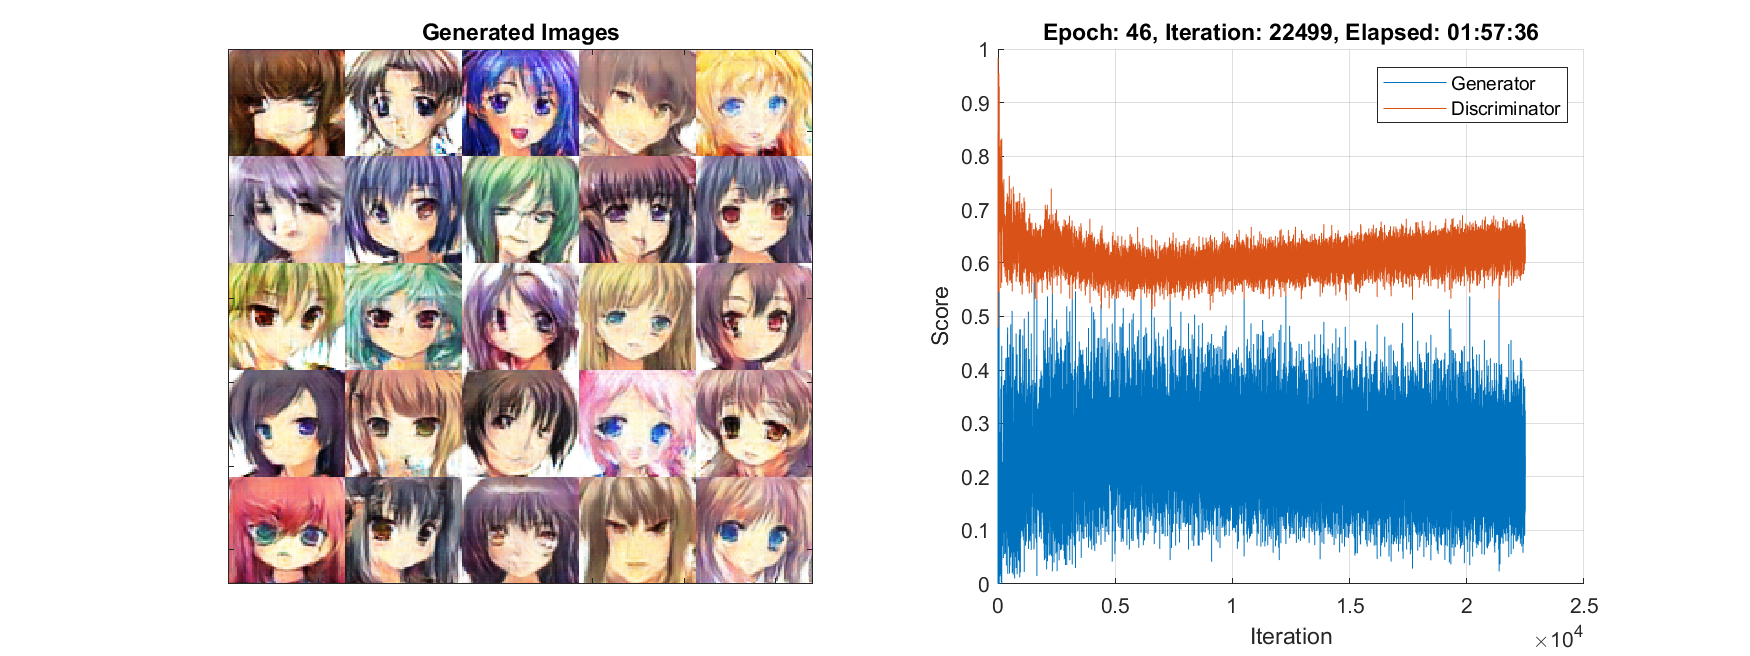 Generated Images
Epoch: 46, Iteration: 22499, Elapsed: 01:57:36
Generator
Discriminator
1
0.9
0.8
0.7
0.6
0.5
0.4
0.3
0.2
0.1
0
Score
0 0.5 1 1.5 2 2.5
Iteration
×10⁴